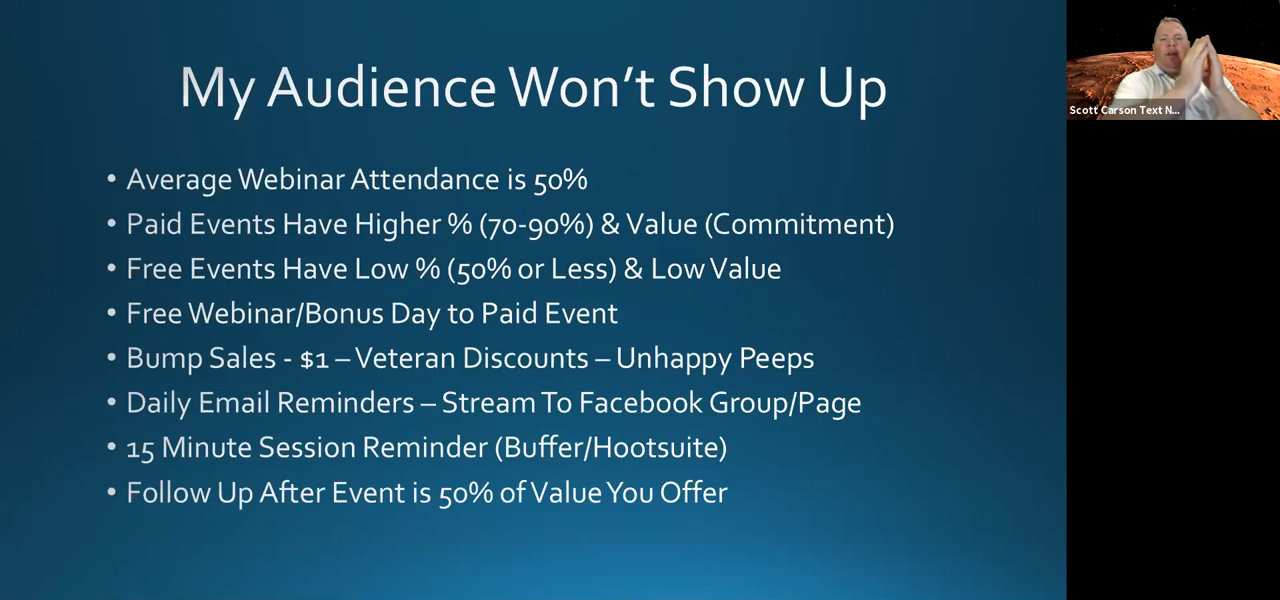 My Audience Won't Show Up
• Average Webinar Attendance is 50%
• Paid Events Have Higher % (70-90%) & Value (Commitment)
• Free Events Have Low % (50% or Less) & Low Value
• Free Webinar/Bonus Day to Paid Event
• Bump Sales - $1 – Veteran Discounts – Unhappy Peeps
• Daily Email Reminders – Stream To Facebook Group/Page
• 15 Minute Session Reminder (Buffer/Hootsuite)
• Follow Up After Event is 50% of Value You Offer
Scott Carson Text N...